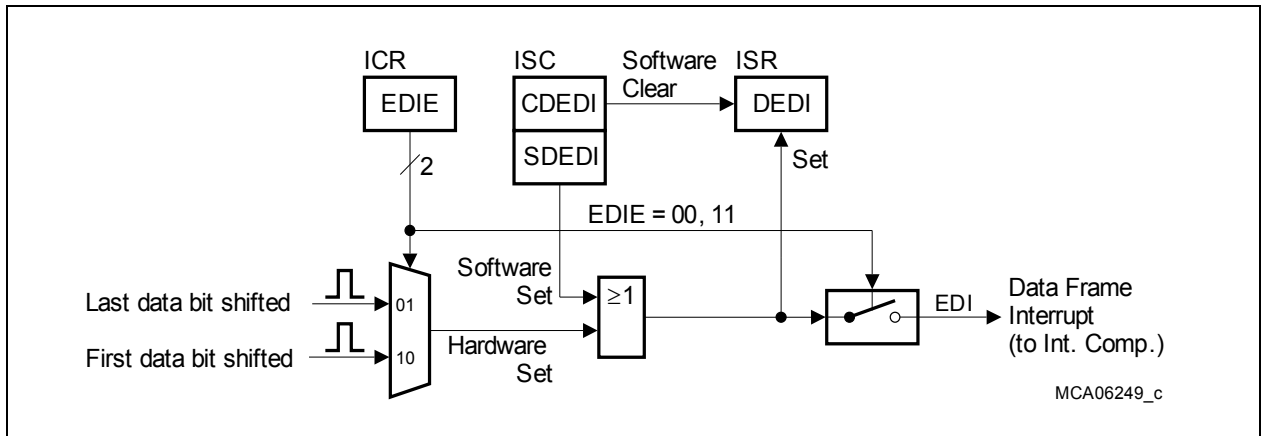 ICR
ISC
Software
Clear
ISR
EDIE
CDEDI
DEDI
SDEDI
2
Set
EDIE = 00, 11
Software
Set
≥1
Last data bit shifted
01
First data bit shifted
10
Hardware
Set
EDI
Data Frame
Interrupt
(to Int. Comp.)
MCA06249_c